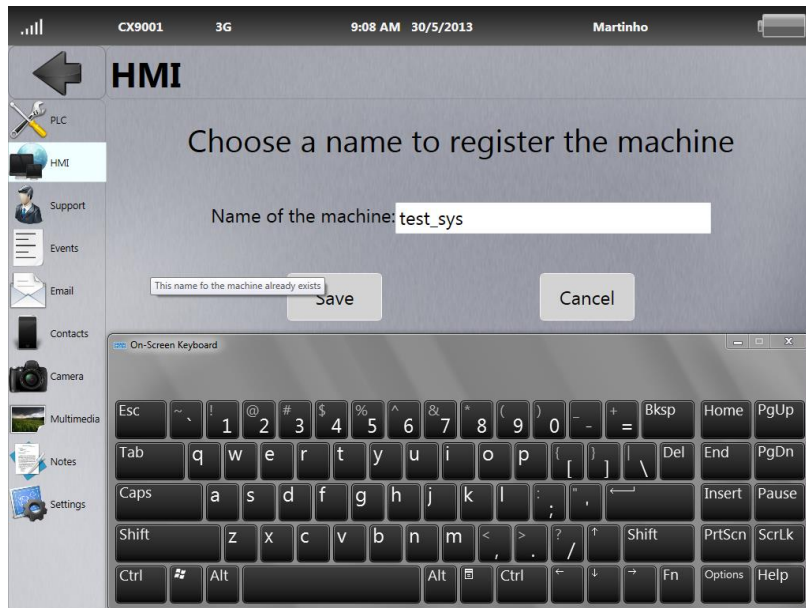 CX9001 3G 9:08 AM 30/5/2013 Martinho
HMI
PLC
HMI
Support
Events
Email
Contacts
Camera
Multimedia
Notes
Settings
Choose a name to register the machine
Name of the machine: test_sys
This name fo the machine already exists
Save Cancel
On-Screen Keyboard
Esc ~ ` ! 1 @ 2 # 3 $ 4 % 5 ^ 6 & 7 * 8 ( 9 ) 0 _ - + = Bksp Home PgUp
Tab q w e r t y u i o p { [ } ] | \ Del End PgDn
Caps a s d f g h j k l : ; " ' Insert Pause
Shift z x c v b n m < , > . ? / ↑ Shift PrtScn ScrLk
Ctrl Alt Alt Ctrl ← ↓ → Fn Options Help